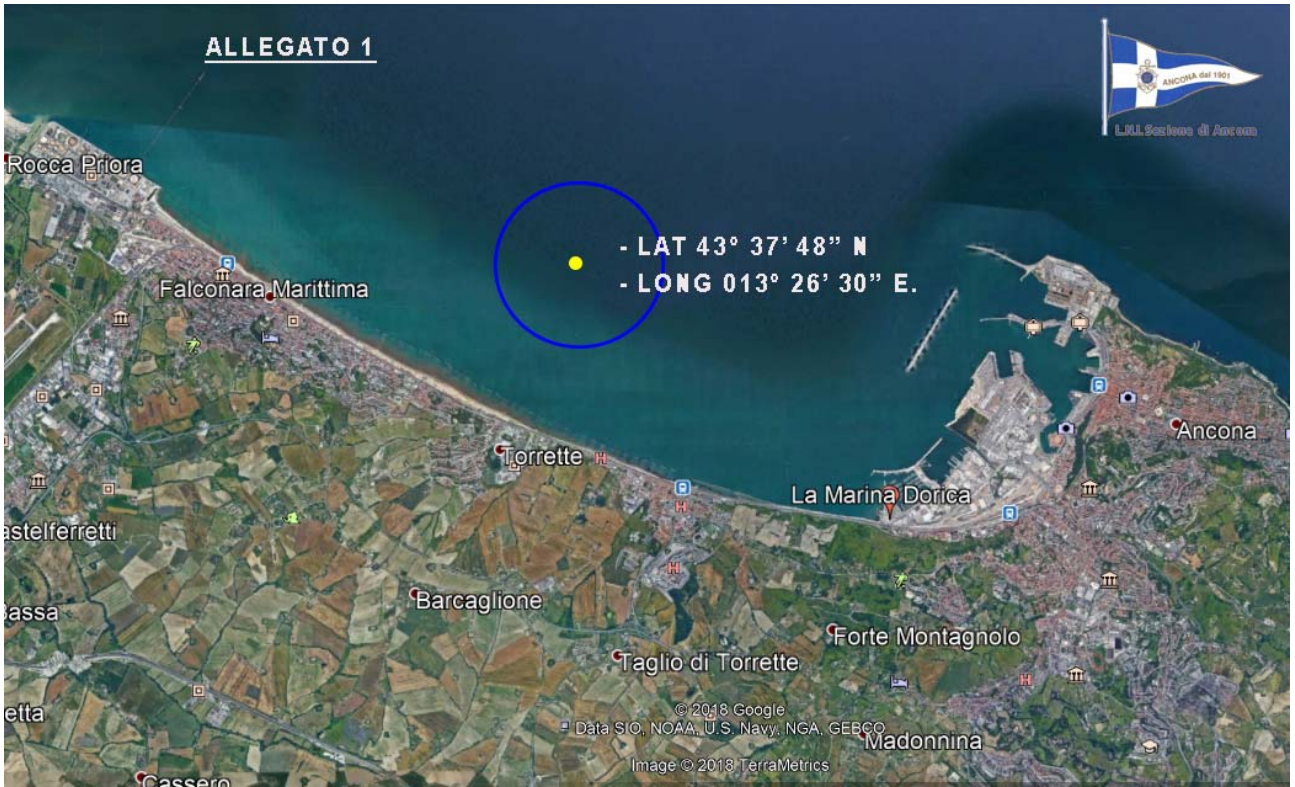 ALLEGATO 1
ANCONA dal 1901
L.N.I.Sezione di Ancona
Rocca Priora
- LAT 43° 37’ 48” N
- LONG 013° 26’ 30” E.
Falconara Marittima
Ancona
Torrette
La Marina Dorica
astelferretti
Barcaglione
Bassa
Forte Montagnolo
Taglio di Torrette
etta
© 2018 Google
Data SIO, NOAA, U.S. Navy, NGA, GEBCO
Madonnina
Image © 2018 TerraMetrics
Cassero